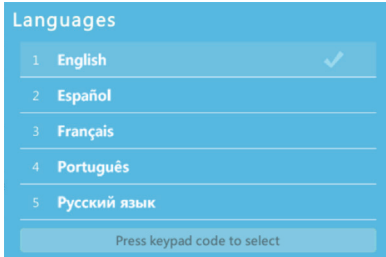 Languages
1 English
2 Español
3 Français
4 Português
5 Русский язык
Press keypad code to select